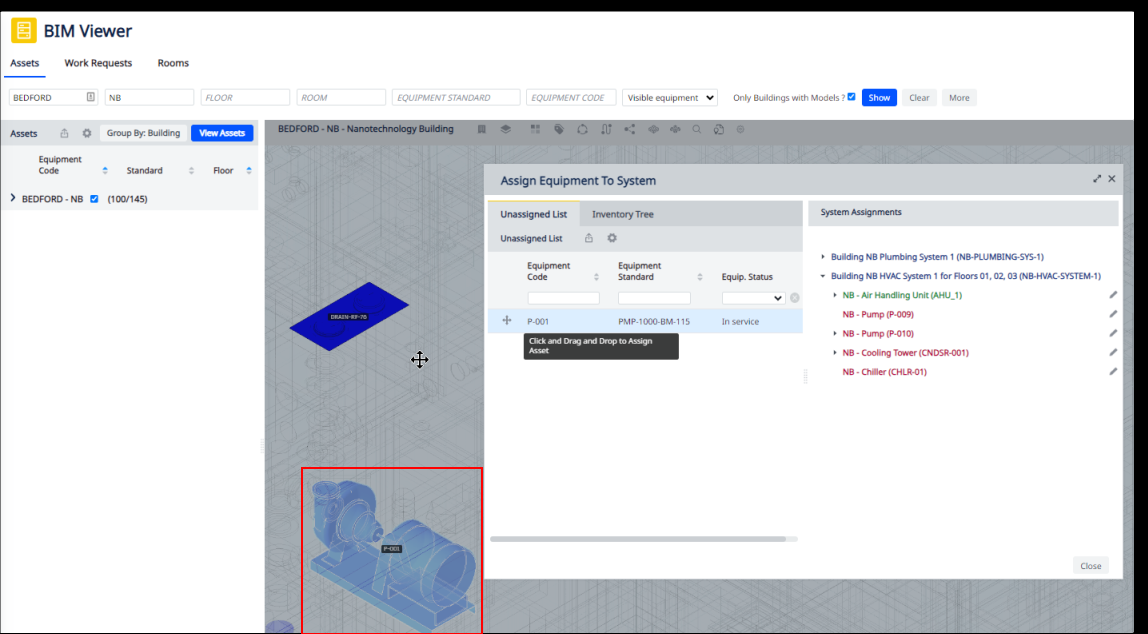 BIM Viewer
Assets Work Requests Rooms
BEDFORD NB FLOOR ROOM EQUIPMENT STANDARD EQUIPMENT CODE Visible equipment Only Buildings with Models ? Show Clear More
Assets Group By: Building View Assets
Equipment
Code Standard Floor
BEDFORD - NB (100/145)
BEDFORD - NB - Nanotechnology Building
DRAIN-RF-76
P-001
Assign Equipment To System
Unassigned List Inventory Tree
Unassigned List
Equipment
Code
Equipment
Standard
Equip. Status
P-001 PMP-1000-BM-115 In service
Click and Drag and Drop to Assign
Asset
System Assignments
Building NB Plumbing System 1 (NB-PLUMBING-SYS-1)
Building NB HVAC System 1 for Floors 01, 02, 03 (NB-HVAC-SYSTEM-1)
NB - Air Handling Unit (AHU_1)
NB - Pump (P-009)
NB - Pump (P-010)
NB - Cooling Tower (CNDSR-001)
NB - Chiller (CHLR-01)
Close